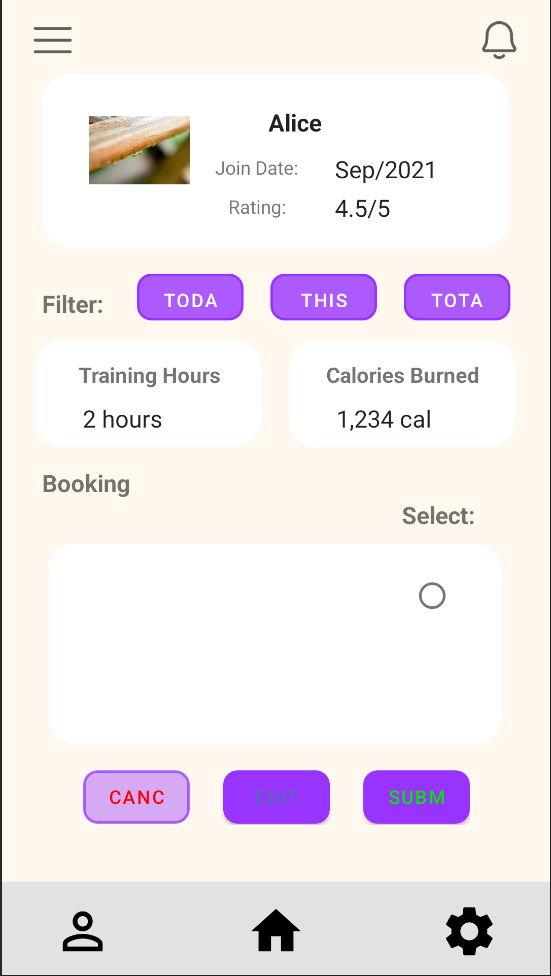 Alice
Join Date: Sep/2021
Rating: 4.5/5
Filter: TODA THIS TOTA
Training Hours Calories Burned
2 hours 1,234 cal
Booking
Select:
CANC EDIT SUBM